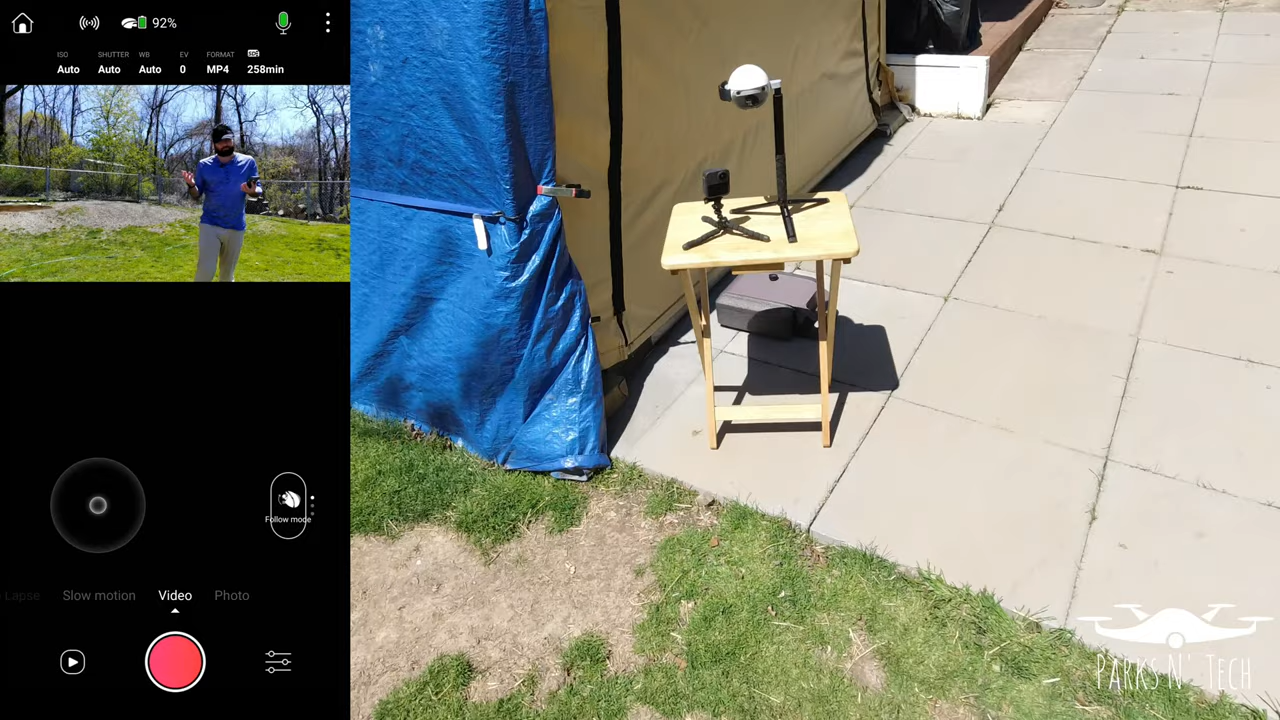 92%
ISO SHUTTER WB EV FORMAT
Auto Auto Auto 0 MP4 258min
Follow mode
Lapse Slow motion Video Photo
PARKS N' TECH